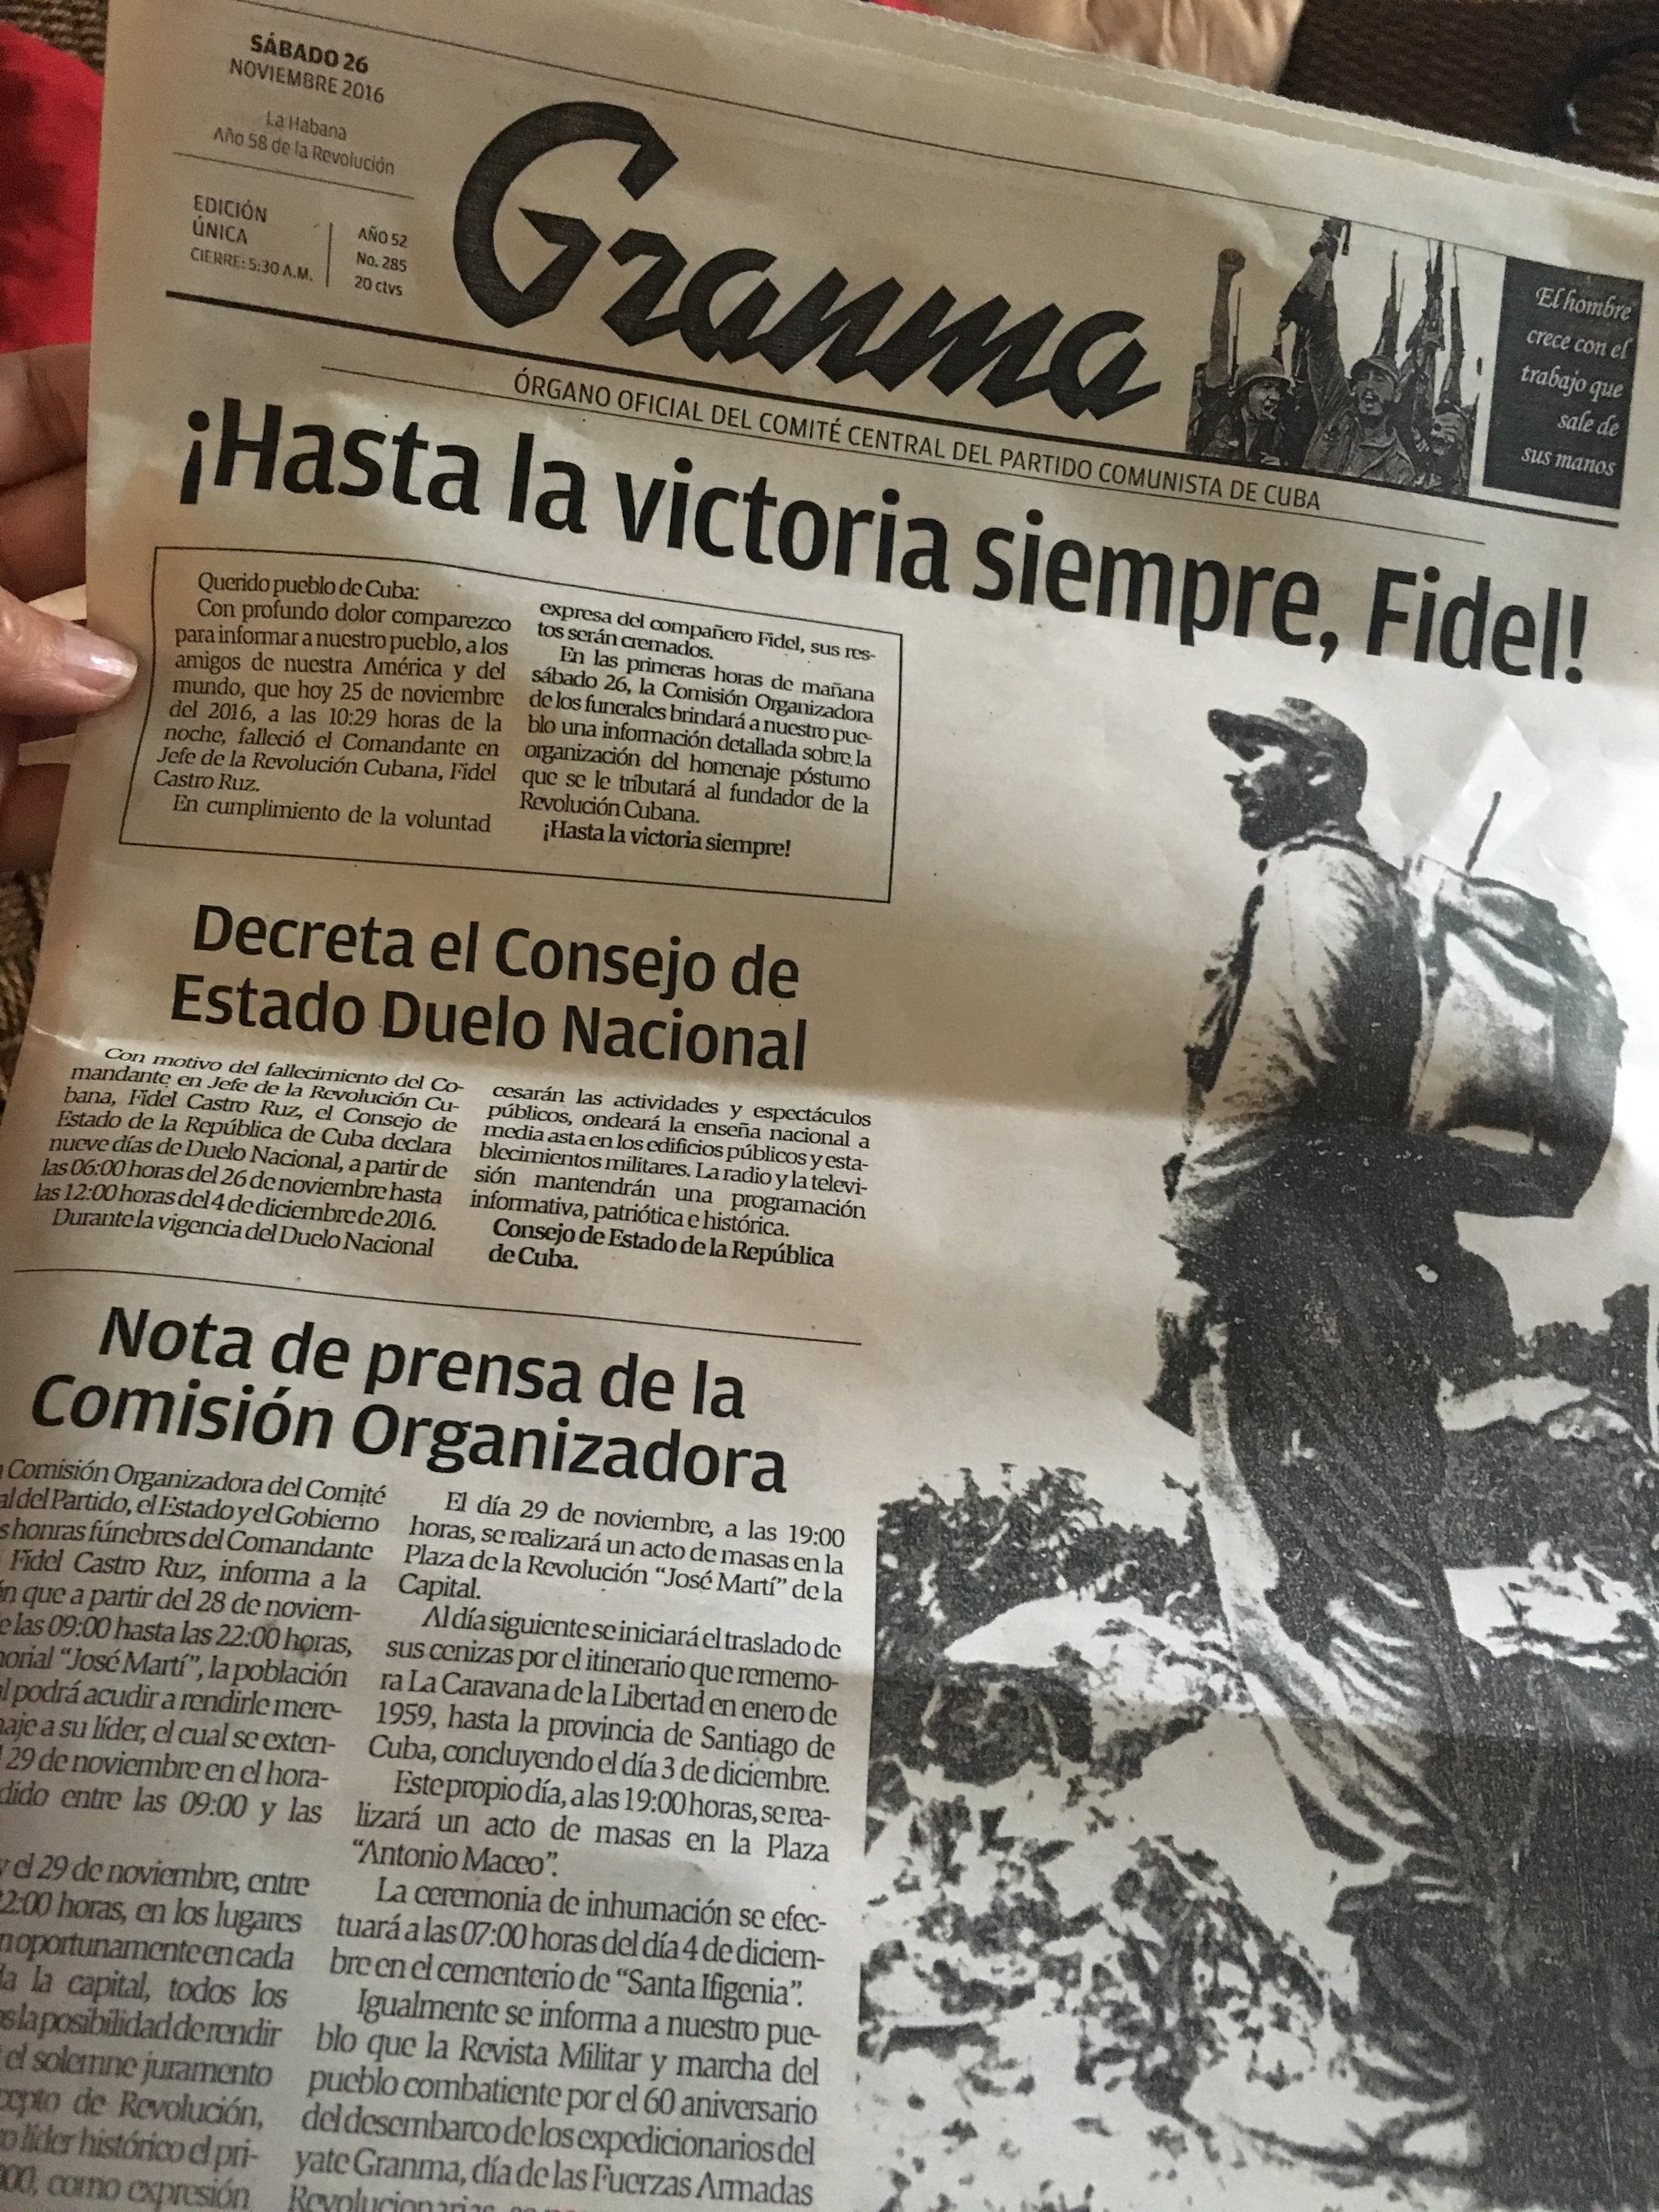 SÁBADO 26
NOVIEMBRE 2016
La Habana
Año 58 de la Revolución
EDICIÓN
ÚNICA
CIERRE: 5:30 A.M.
AÑO 52
No. 285
20 ctvs
Granma
El hombre
crece con el
trabajo que
sale de
sus manos
ÓRGANO OFICIAL DEL COMITÉ CENTRAL DEL PARTIDO COMUNISTA DE CUBA
¡Hasta la victoria siempre, Fidel!
Querido pueblo de Cuba:
Con profundo dolor comparezco
para informar a nuestro pueblo, a los
amigos de nuestra América y del
mundo, que hoy 25 de noviembre
del 2016, a las 10:29 horas de la
noche, falleció el Comandante en
Jefe de la Revolución Cubana, Fidel
Castro Ruz.
En cumplimiento de la voluntad
expresa del compañero Fidel, sus res-
tos serán cremados.
En las primeras horas de mañana
sábado 26, la Comisión Organizadora
de los funerales brindará a nuestro pue-
blo una información detallada sobre la
organización del homenaje póstumo
que se le tributará al fundador de la
Revolución Cubana.
¡Hasta la victoria siempre!
Decreta el Consejo de
Estado Duelo Nacional
Con motivo del fallecimiento del Co-
mandante en Jefe de la Revolución Cu-
bana, Fidel Castro Ruz, el Consejo de
Estado de la República de Cuba declara
nueve días de Duelo Nacional, a partir de
las 06:00 horas del 26 de noviembre hasta
las 12:00 horas del 4 de diciembre de 2016.
Durante la vigencia del Duelo Nacional
cesarán las actividades y espectáculos
públicos, ondeará la enseña nacional a
media asta en los edificios públicos y esta-
blecimientos militares. La radio y la televi-
sión mantendrán una programación
informativa, patriótica e histórica.
Consejo de Estado de la República
de Cuba.
Nota de prensa de la
Comisión Organizadora
Comisión Organizadora del Comité
al del Partido, el Estado y el Gobierno
s honras fúnebres del Comandante
Fidel Castro Ruz, informa a la
ón que a partir del 28 de noviem-
e las 09:00 hasta las 22:00 horas,
morial “José Martí”, la población
al podrá acudir a rendirle mere-
naje a su líder, el cual se exten-
l 29 de noviembre en el hora-
dido entre las 09:00 y las
y el 29 de noviembre, entre
22:00 horas, en los lugares
n oportunamente en cada
da la capital, todos los
os la posibilidad de rendir
el solemne juramento
cepto de Revolución,
o líder histórico el pri-
000, como expresión
El día 29 de noviembre, a las 19:00
horas, se realizará un acto de masas en la
Plaza de la Revolución “José Martí” de la
Capital.
Al día siguiente se iniciará el traslado de
sus cenizas por el itinerario que rememo-
ra La Caravana de la Libertad en enero de
1959, hasta la provincia de Santiago de
Cuba, concluyendo el día 3 de diciembre.
Este propio día, a las 19:00 horas, se rea-
lizará un acto de masas en la Plaza
“Antonio Maceo”.
La ceremonia de inhumación se efec-
tuará a las 07:00 horas del día 4 de diciem-
bre en el cementerio de “Santa Ifigenia”.
Igualmente se informa a nuestro pue-
blo que la Revista Militar y marcha del
pueblo combatiente por el 60 aniversario
del desembarco de los expedicionarios del
yate Granma, día de las Fuerzas Armadas
Revolucionarias,